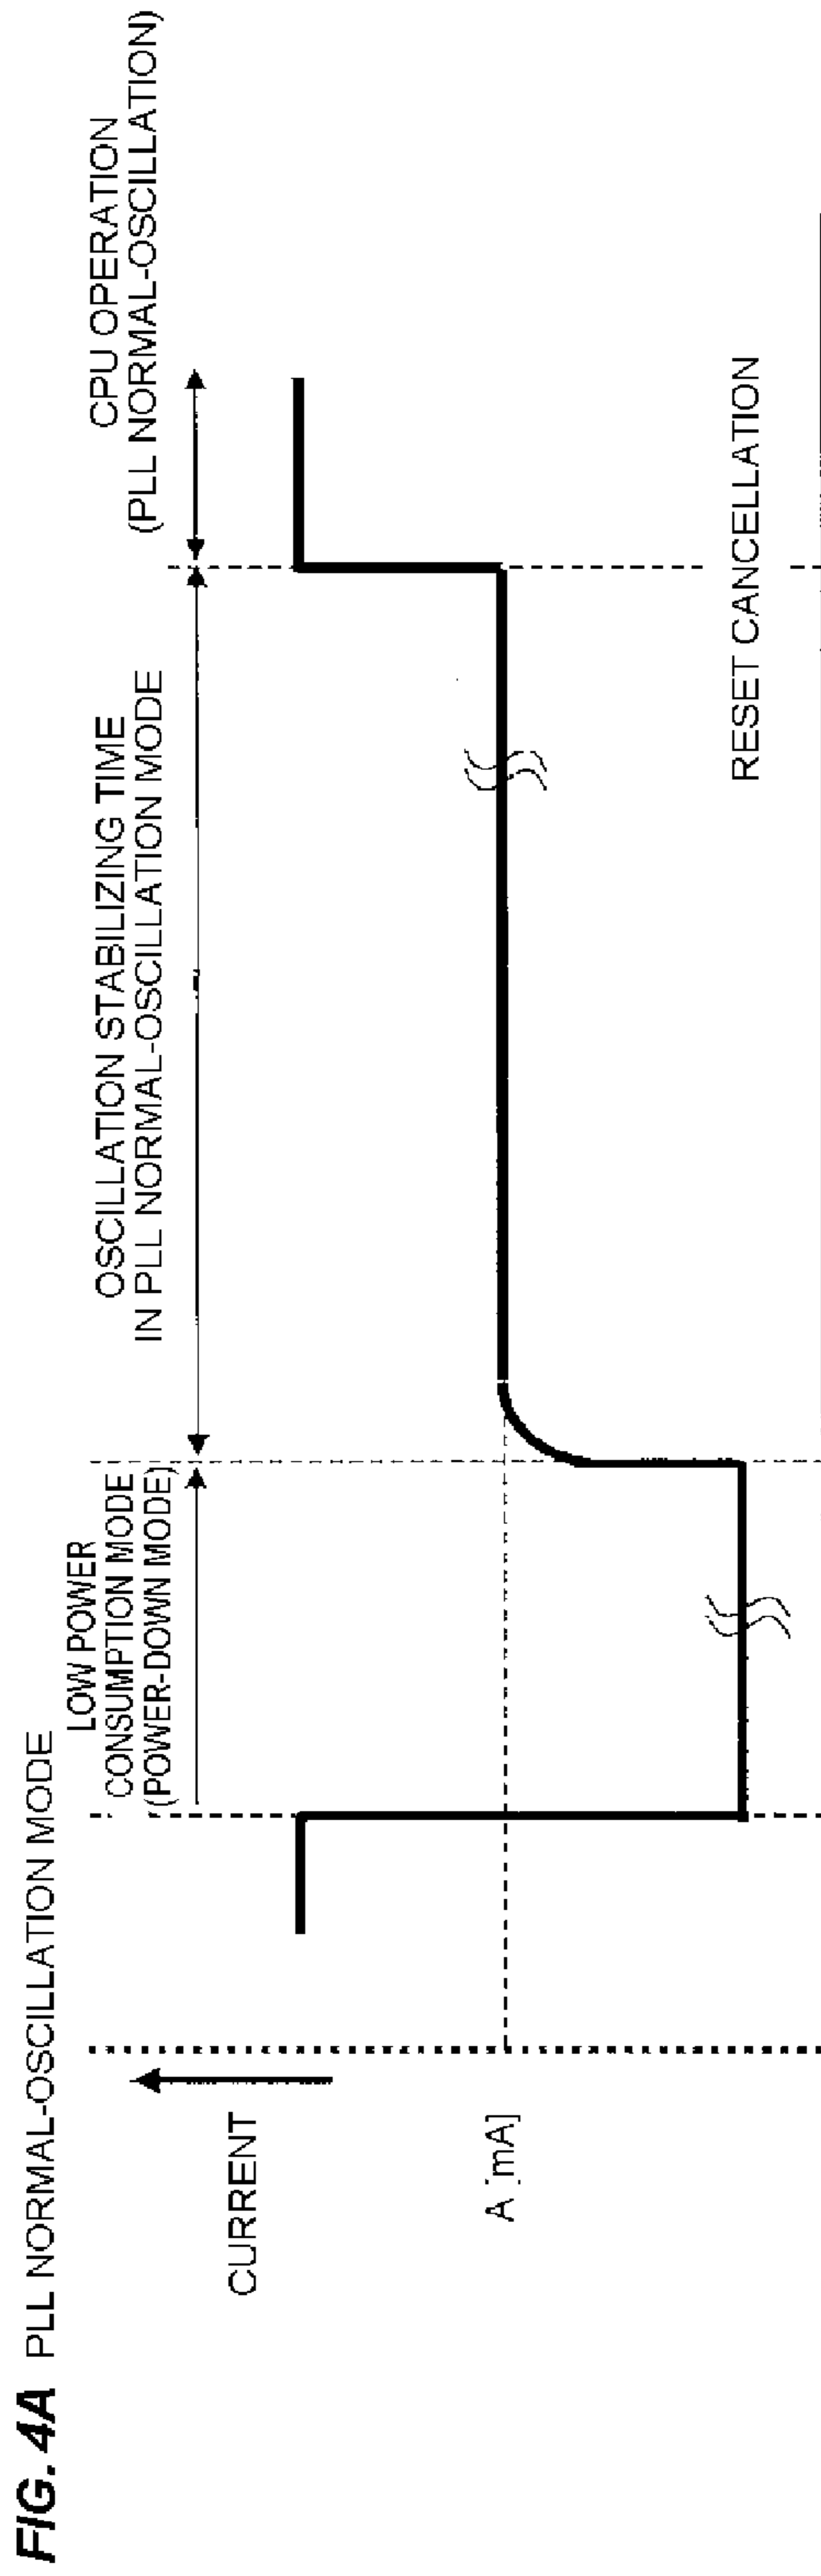 FIG. 4A PLL NORMAL-OSCILLATION MODE
LOW POWER
CONSUMPTION MODE
(POWER-DOWN MODE)
OSCILLATION STABILIZING TIME
IN PLL NORMAL-OSCILLATION MODE
CPU OPERATION
(PLL NORMAL-OSCILLATION)
CURRENT
A [mA]
RESET CANCELLATION